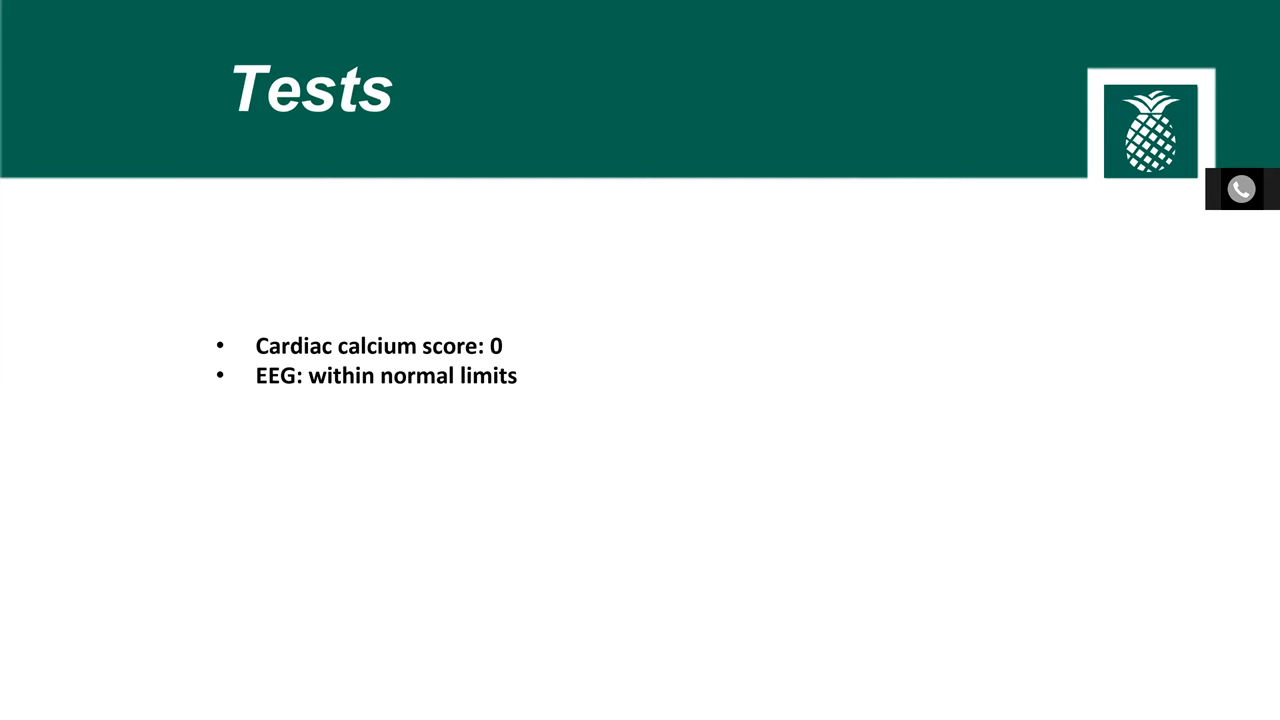 Tests
• Cardiac calcium score: 0
• EEG: within normal limits